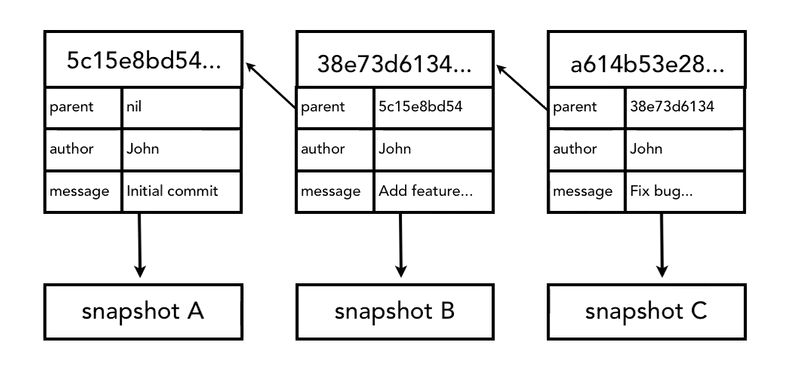 5c15e8bd54...
parent nil
author John
message Initial commit
snapshot A
38e73d6134...
parent 5c15e8bd54
author John
message Add feature...
snapshot B
a614b53e28...
parent 38e73d6134
author John
message Fix bug...
snapshot C